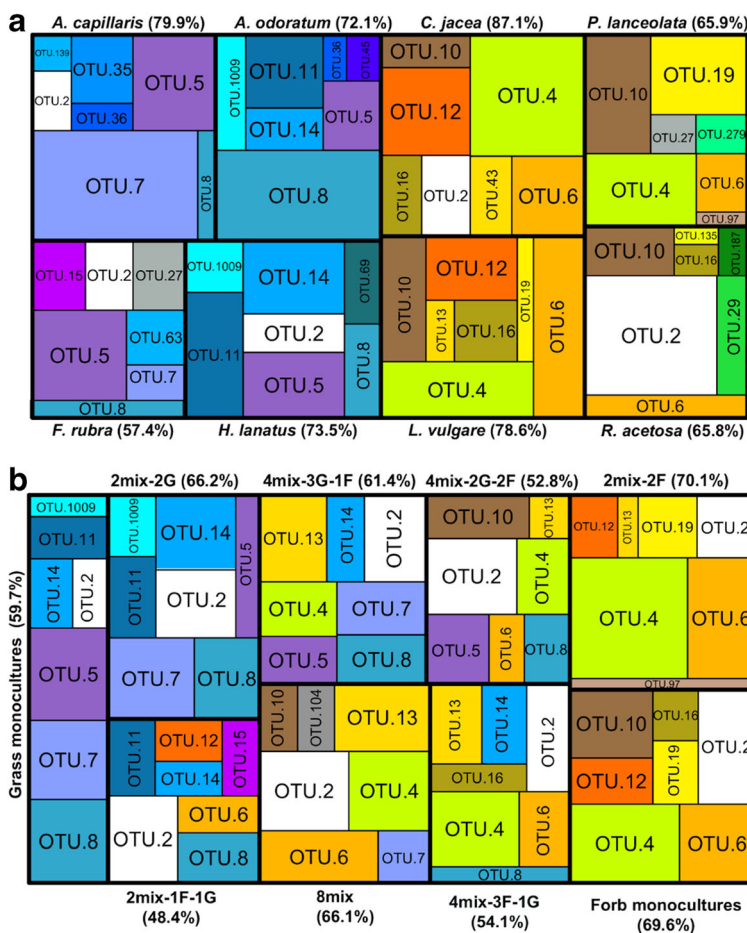 a
A. capillaris (79.9%) A. odoratum (72.1%) C. jacea (87.1%) P. lanceolata (65.9%)
OTU.139 OTU.35 OTU.5
OTU.2 OTU.36
OTU.7 OTU.8
OTU.1009 OTU.11 OTU.36 OTU.45
OTU.14 OTU.5
OTU.8
OTU.10 OTU.4
OTU.12
OTU.16 OTU.2 OTU.43 OTU.6
OTU.10 OTU.19
OTU.27 OTU.279
OTU.4 OTU.6
OTU.97
OTU.15 OTU.2 OTU.27
OTU.5 OTU.63
OTU.7
OTU.8
OTU.1009 OTU.14 OTU.69
OTU.11 OTU.2
OTU.5 OTU.8
OTU.10 OTU.12 OTU.19 OTU.6
OTU.13 OTU.16
OTU.4
OTU.10 OTU.135 OTU.187
OTU.16
OTU.2 OTU.29
OTU.6
F. rubra (57.4%) H. lanatus (73.5%) L. vulgare (78.6%) R. acetosa (65.8%)
b
2mix-2G (66.2%) 4mix-3G-1F (61.4%) 4mix-2G-2F (52.8%) 2mix-2F (70.1%)
Grass monocultures (59.7%)
OTU.1009
OTU.11
OTU.14 OTU.2
OTU.5
OTU.7
OTU.8
OTU.1009 OTU.14 OTU.5
OTU.11 OTU.2
OTU.7 OTU.8
OTU.13 OTU.14 OTU.2
OTU.4 OTU.7
OTU.5 OTU.8
OTU.10 OTU.13
OTU.2 OTU.4
OTU.5 OTU.6 OTU.8
OTU.12 OTU.13 OTU.19 OTU.2
OTU.4 OTU.6
OTU.97
OTU.11 OTU.12 OTU.15
OTU.14
OTU.2 OTU.6
OTU.8
OTU.10 OTU.104 OTU.13
OTU.2 OTU.4
OTU.6 OTU.7
OTU.13 OTU.14 OTU.2
OTU.16
OTU.4 OTU.6
OTU.8
OTU.10 OTU.16 OTU.2
OTU.12 OTU.19
OTU.4 OTU.6
2mix-1F-1G 8mix 4mix-3F-1G Forb monocultures
(48.4%) (66.1%) (54.1%) (69.6%)